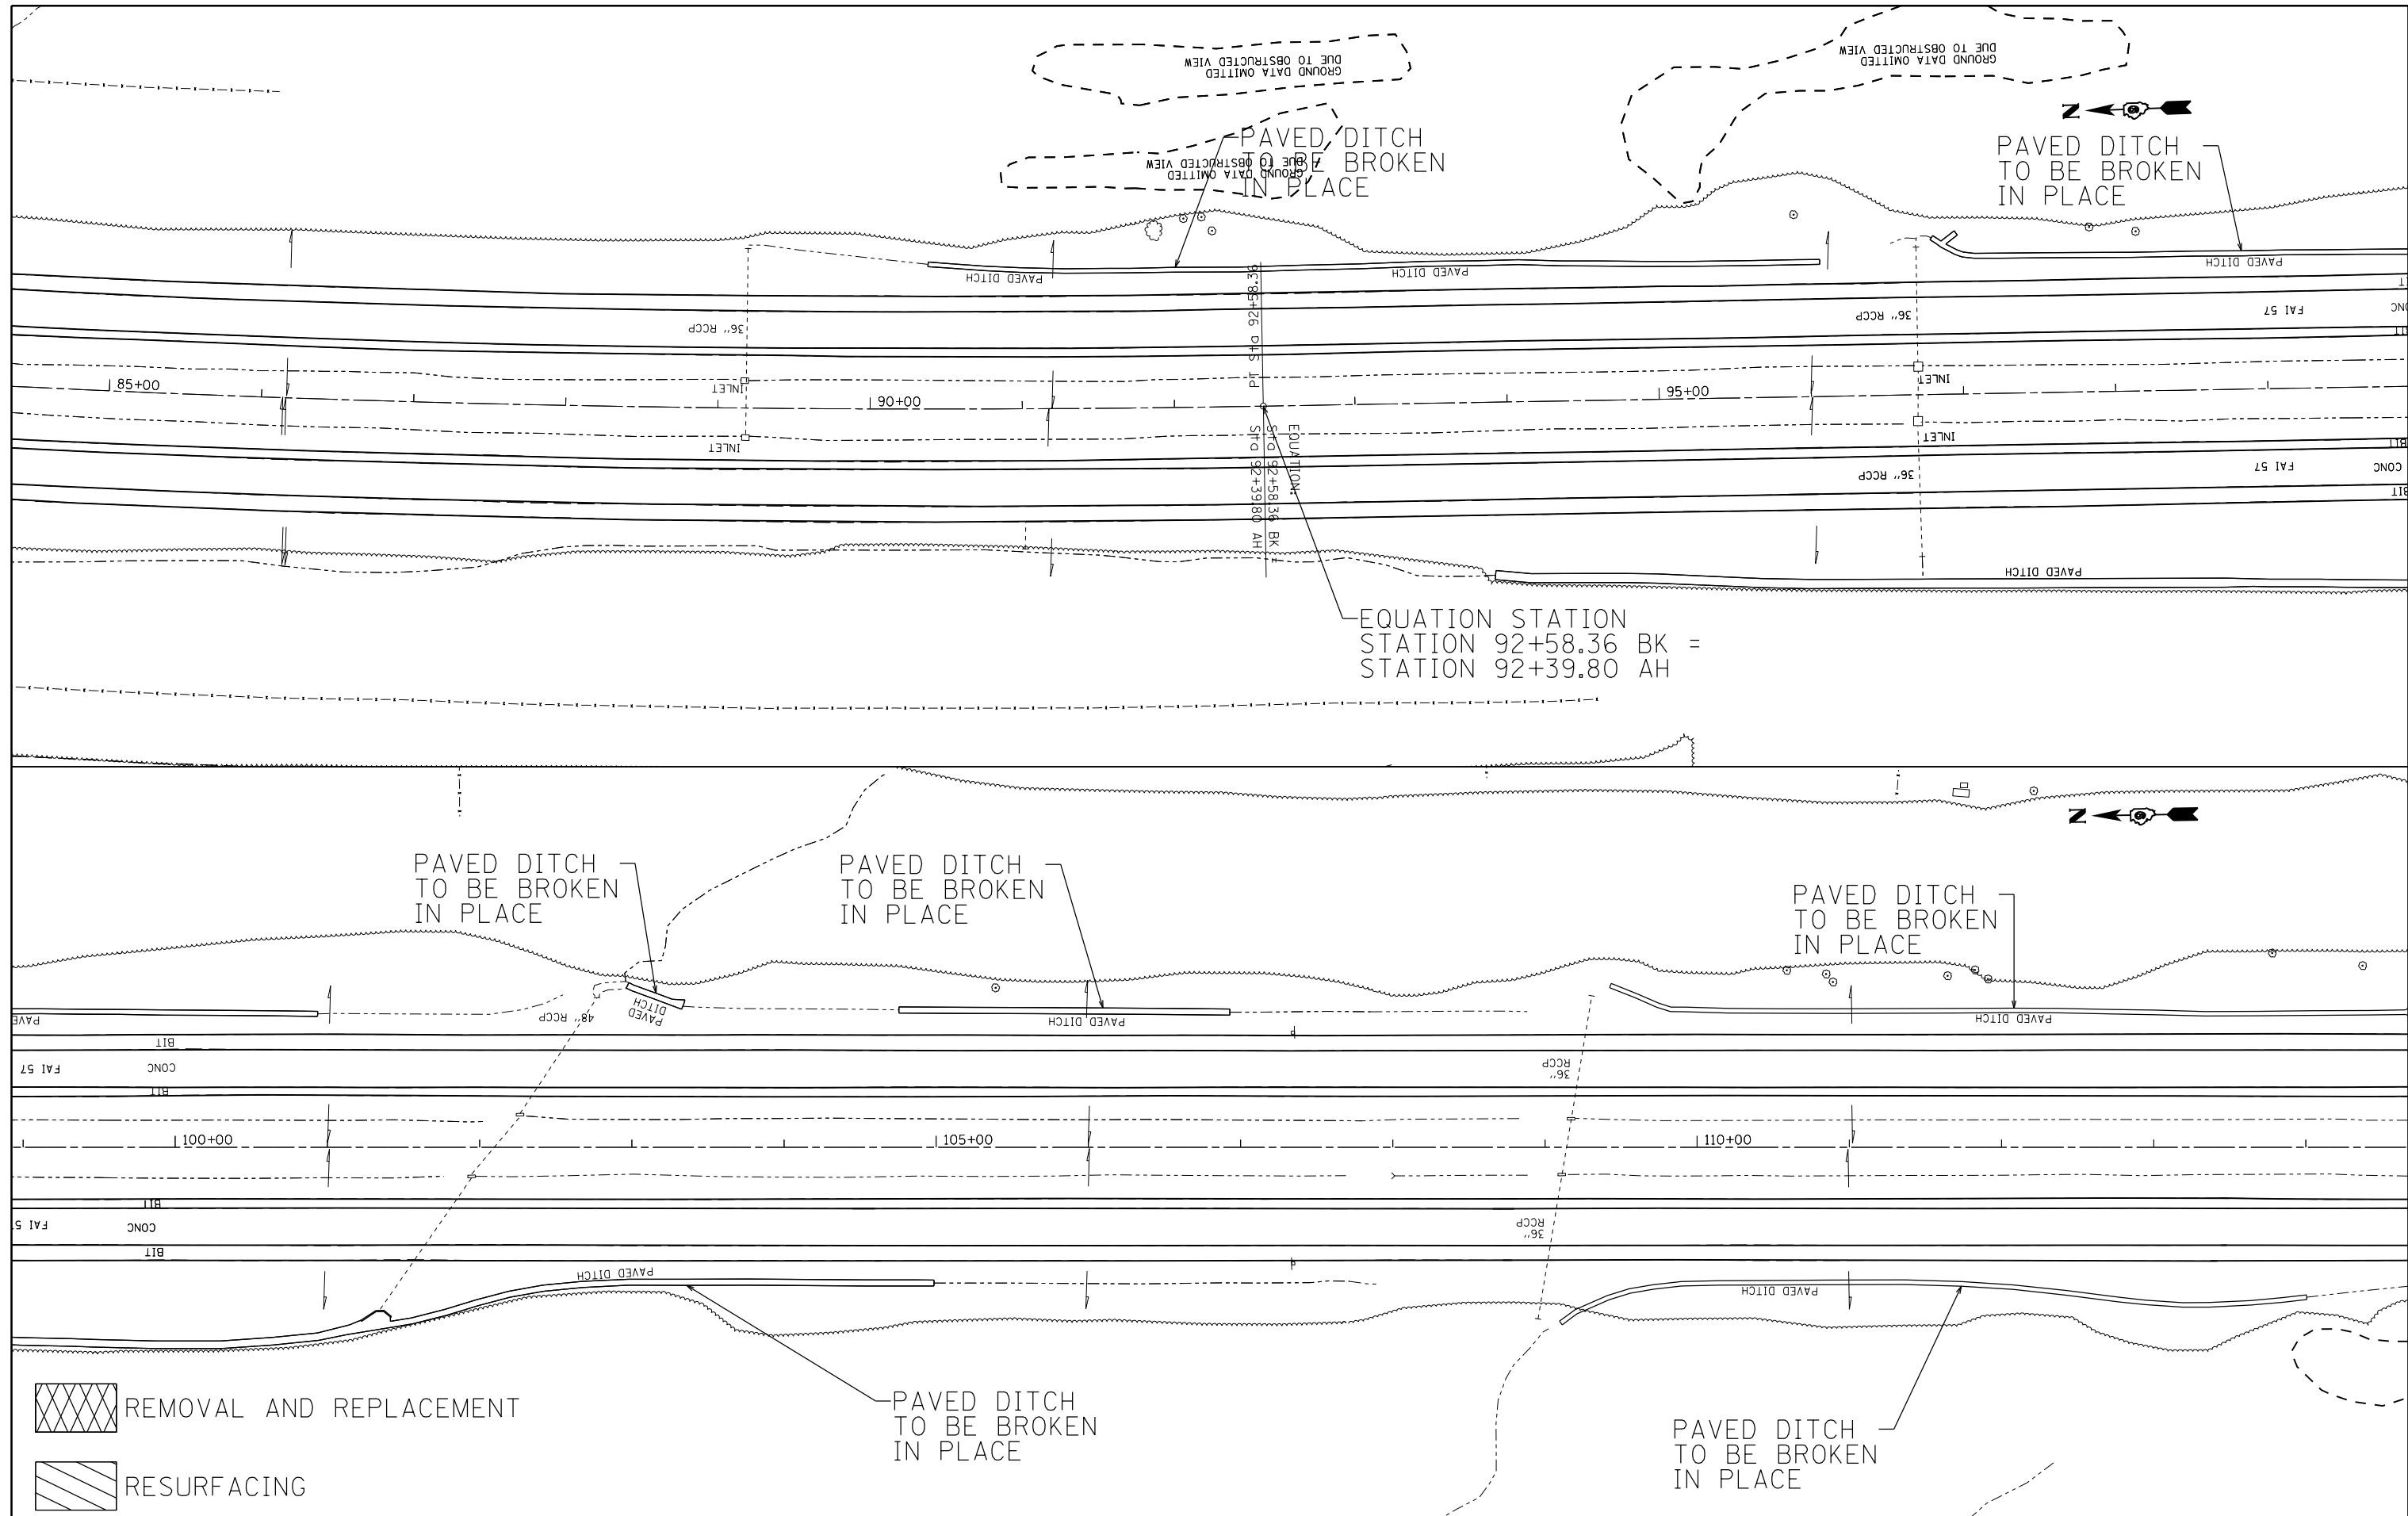 GROUND DATA OMITTED
DUE TO OBSTRUCTED VIEW
GROUND DATA OMITTED
DUE TO OBSTRUCTED VIEW
N
PAVED DITCH
TO BE BROKEN
IN PLACE
GROUND DATA OMITTED
DUE TO OBSTRUCTED VIEW
PAVED DITCH
TO BE BROKEN
IN PLACE
PAVED DITCH
PAVED DITCH
PAVED DITCH
PT Sta 92+58.36
36" RCCP
36" RCCP
FAI 57
CONC
85+00
INLET
90+00
95+00
INLET
INLET
INLET
EQUATION:
Sta 92+58.36 BK =
Sta 92+39.80 AH
36" RCCP
FAI 57
CONC
BIT
BIT
PAVED DITCH
EQUATION STATION
STATION 92+58.36 BK =
STATION 92+39.80 AH
N
PAVED DITCH
TO BE BROKEN
IN PLACE
PAVED DITCH
TO BE BROKEN
IN PLACE
PAVED DITCH
TO BE BROKEN
IN PLACE
PAVED
48" RCCP
PAVED
DITCH
PAVED DITCH
PAVED DITCH
BIT
FAI 57
CONC
BIT
36"
RCCP
100+00
105+00
110+00
BIT
FAI 5
CONC
BIT
36"
RCCP
PAVED DITCH
PAVED DITCH
REMOVAL AND REPLACEMENT
PAVED DITCH
TO BE BROKEN
IN PLACE
PAVED DITCH
TO BE BROKEN
IN PLACE
RESURFACING